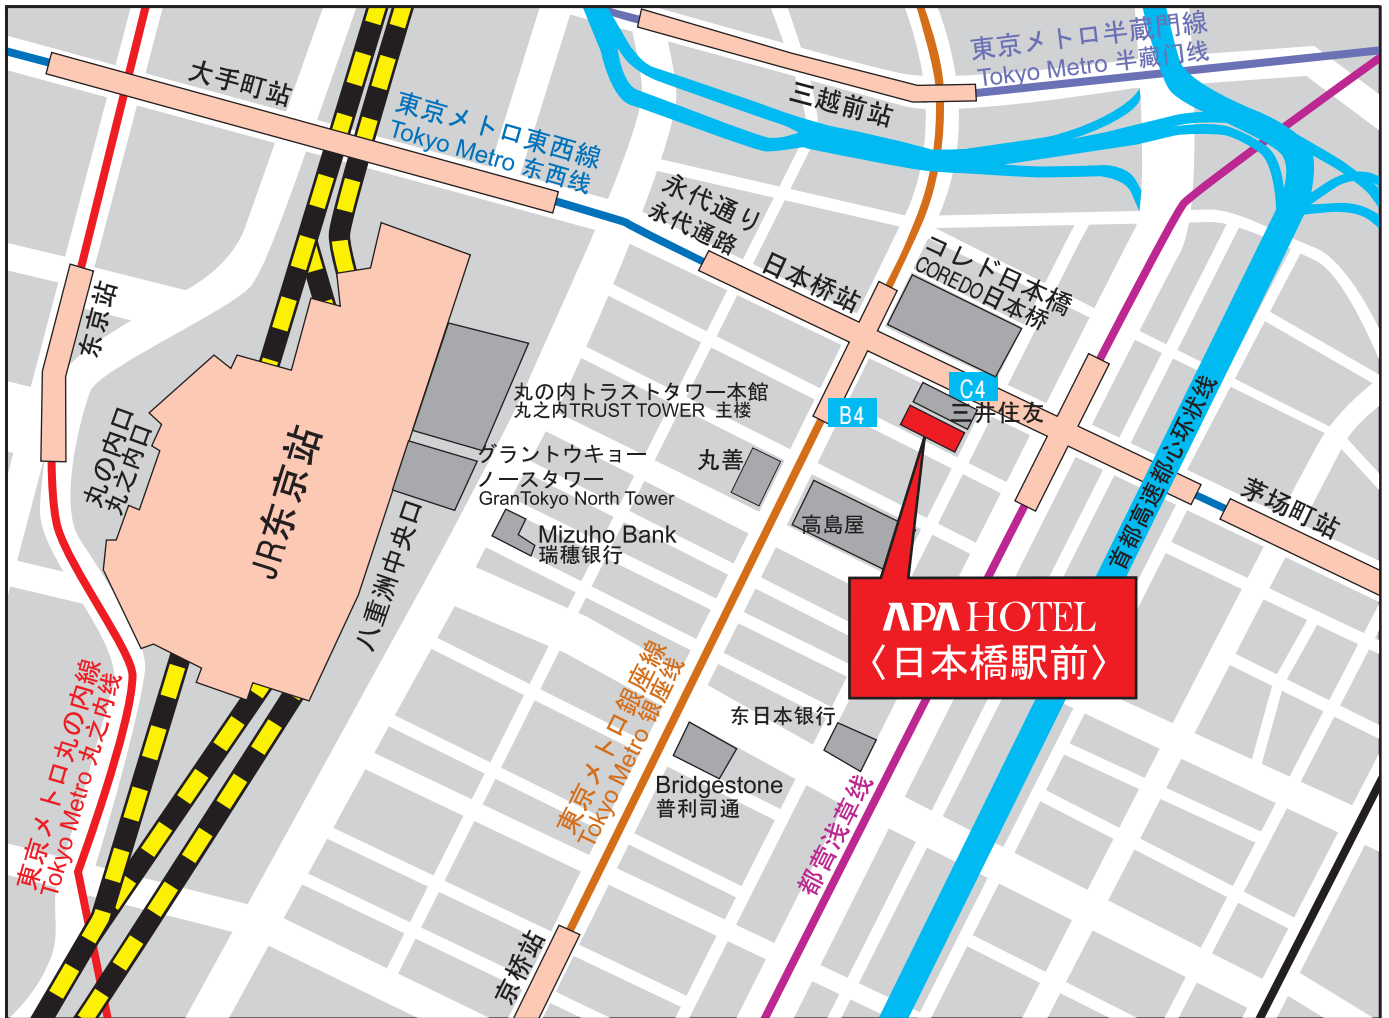 東京メトロ半蔵門線
Tokyo Metro 半藏门线
大手町站
三越前站
東京メトロ東西線
Tokyo Metro 东西线
永代通り
永代通路
日本桥站
コレド日本橋
COREDO日本桥
东京站
丸の内トラストタワー本館
丸之内TRUST TOWER 主楼
C4
三井住友
B4
丸の内口
丸之内口
JR东京站
グラントウキョー
ノースタワー
GranTokyo North Tower
丸善
首都高速都心环状线
茅场町站
Mizuho Bank
瑞穗银行
高島屋
八重洲中央口
APA HOTEL
〈日本橋駅前〉
東京メトロ丸の内線
Tokyo Metro 丸之内线
東京メトロ銀座線
Tokyo Metro 银座线
东日本银行
Bridgestone
普利司通
都营浅草线
京桥站